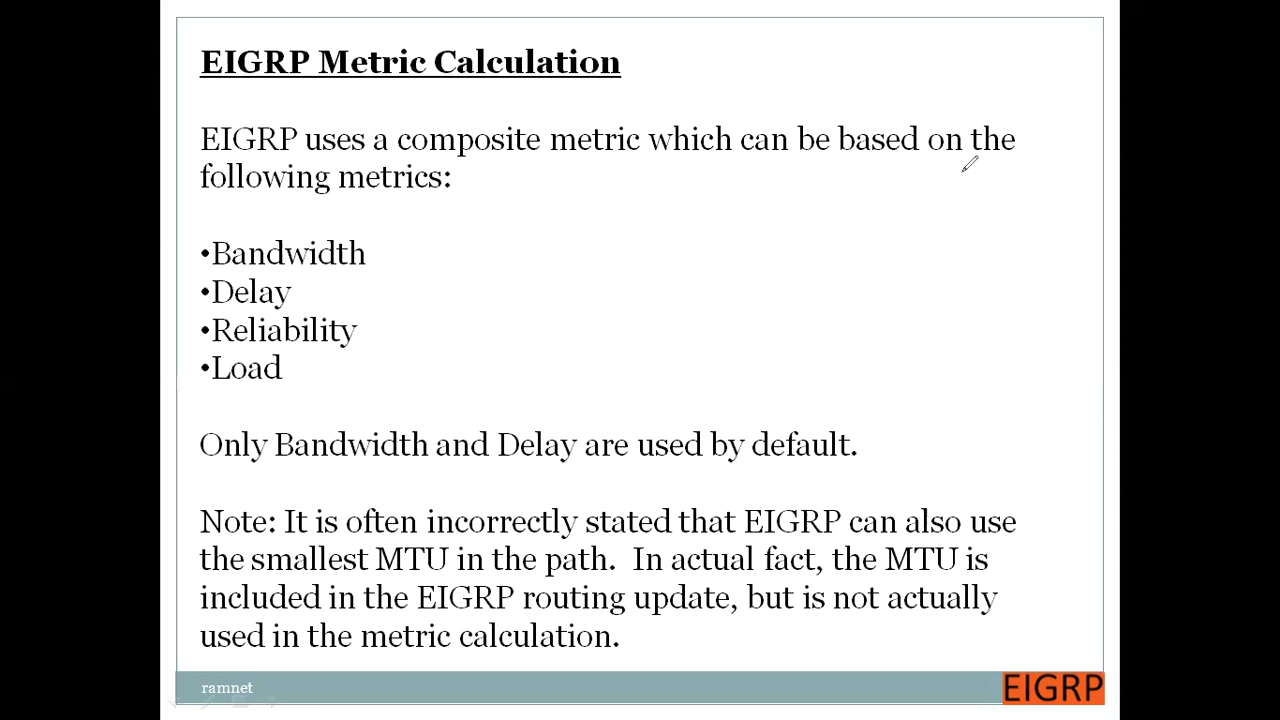 EIGRP Metric Calculation
EIGRP uses a composite metric which can be based on the
following metrics:
•Bandwidth
•Delay
•Reliability
•Load
Only Bandwidth and Delay are used by default.
Note: It is often incorrectly stated that EIGRP can also use
the smallest MTU in the path.  In actual fact, the MTU is
included in the EIGRP routing update, but is not actually
used in the metric calculation.
ramnet
EIGRP